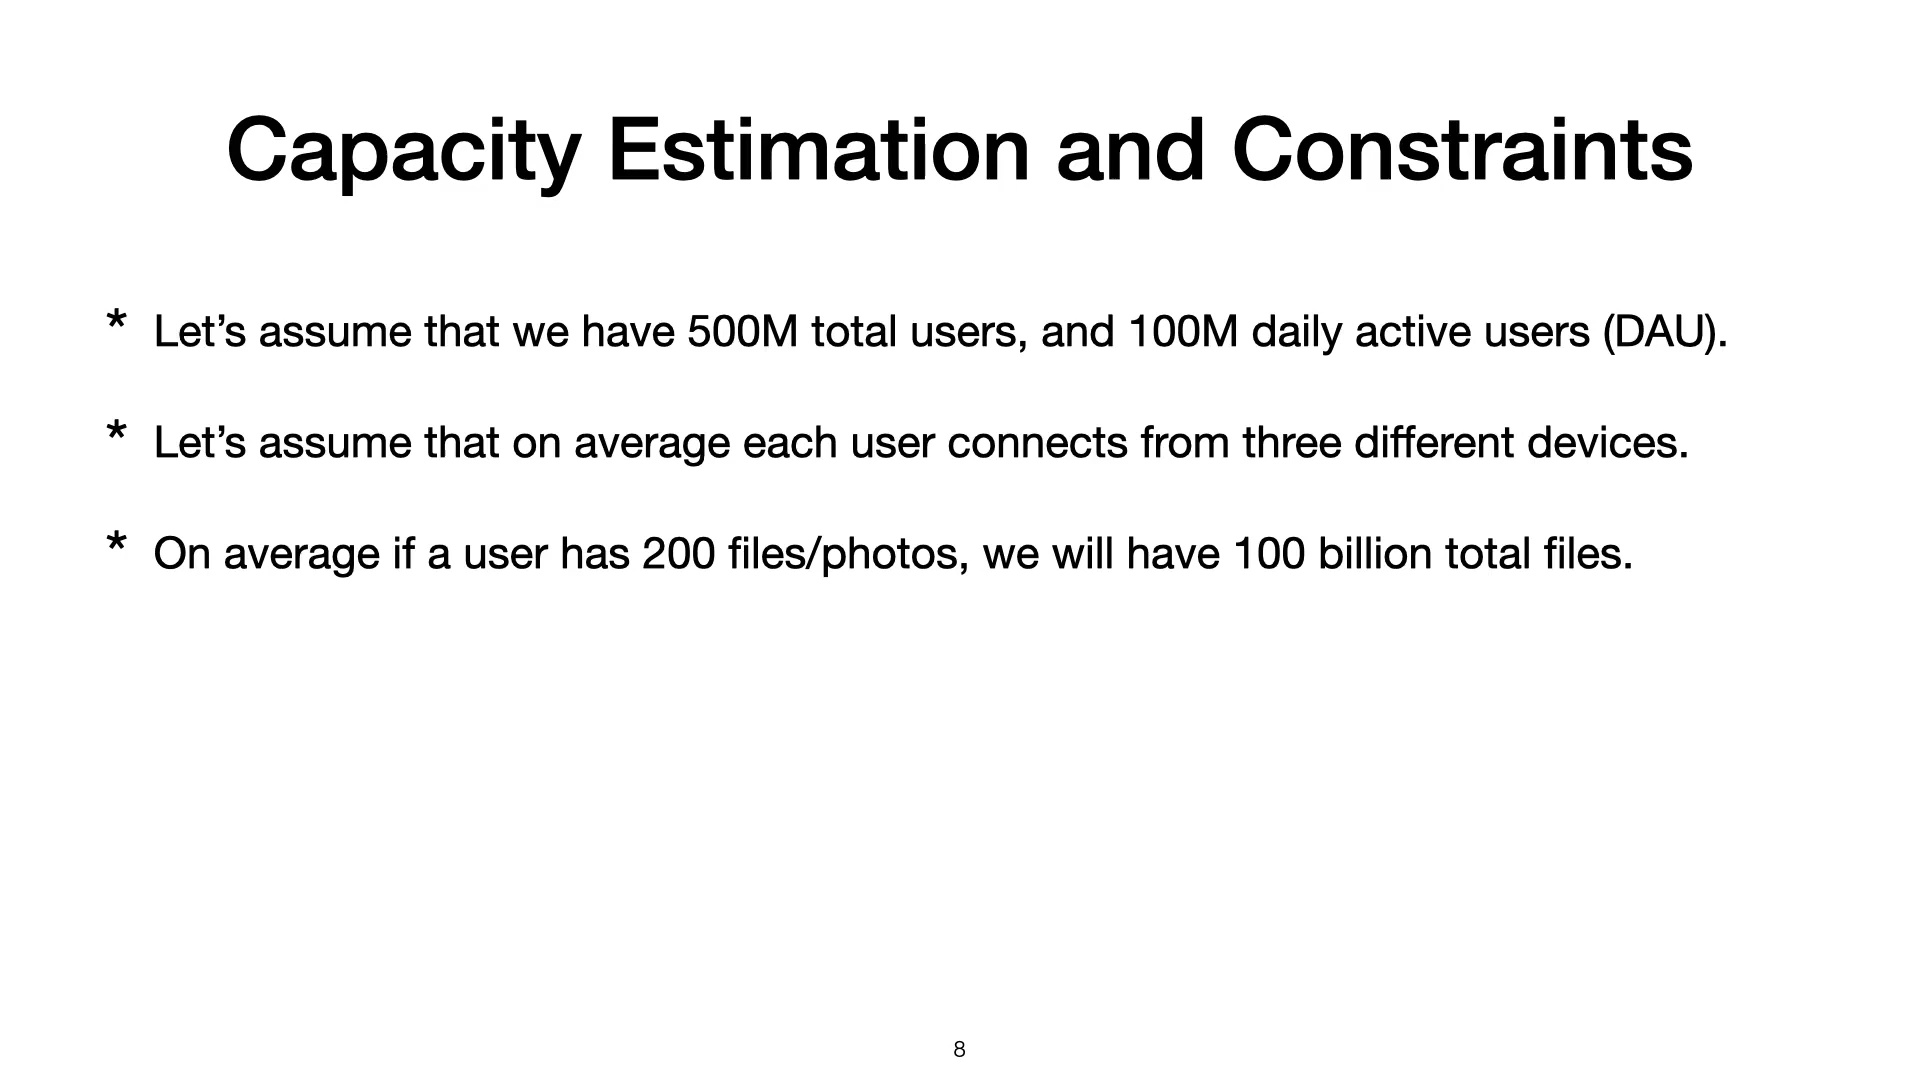 Capacity Estimation and Constraints
* Let’s assume that we have 500M total users, and 100M daily active users (DAU).
* Let’s assume that on average each user connects from three different devices.
* On average if a user has 200 files/photos, we will have 100 billion total files.
8